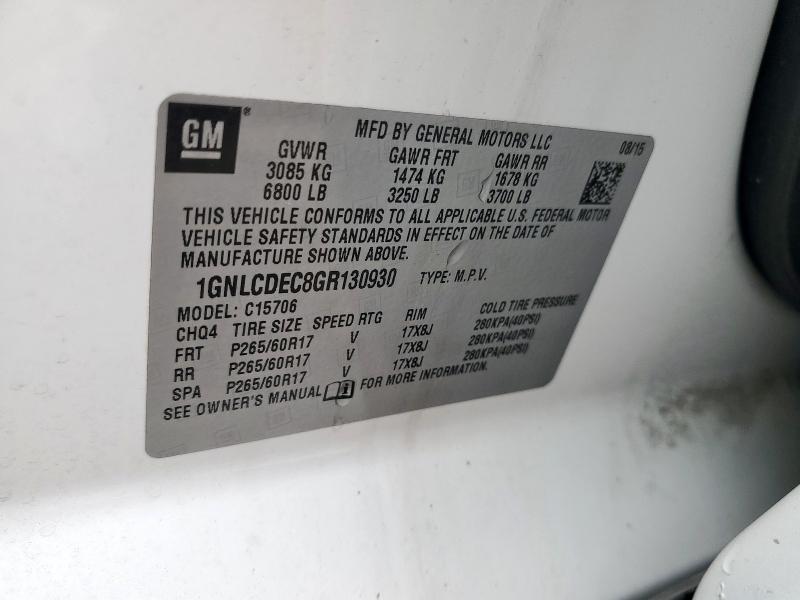 GM®
MFD BY GENERAL MOTORS LLC 08/15
GVWR GAWR FRT GAWR RR
3085 KG 1474 KG 1678 KG
6800 LB 3250 LB 3700 LB
THIS VEHICLE CONFORMS TO ALL APPLICABLE U.S. FEDERAL MOTOR
VEHICLE SAFETY STANDARDS IN EFFECT ON THE DATE OF
MANUFACTURE SHOWN ABOVE.
1GNLCDEC8GR130930 TYPE: M.P.V.
MODEL: C15706
CHQ4 TIRE SIZE SPEED RTG RIM COLD TIRE PRESSURE
FRT P265/60R17 V 17X8J 280KPA(40PSI)
RR P265/60R17 V 17X8J 280KPA(40PSI)
SPA P265/60R17 V 17X8J 280KPA(40PSI)
SEE OWNER'S MANUAL FOR MORE INFORMATION.